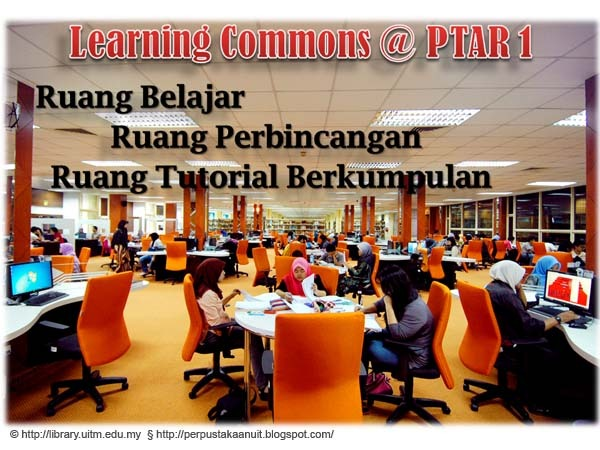 Learning Commons @ PTAR 1
Ruang Belajar
Ruang Perbincangan
Ruang Tutorial Berkumpulan
© http://library.uitm.edu.my § http://perpustakaanuit.blogspot.com/